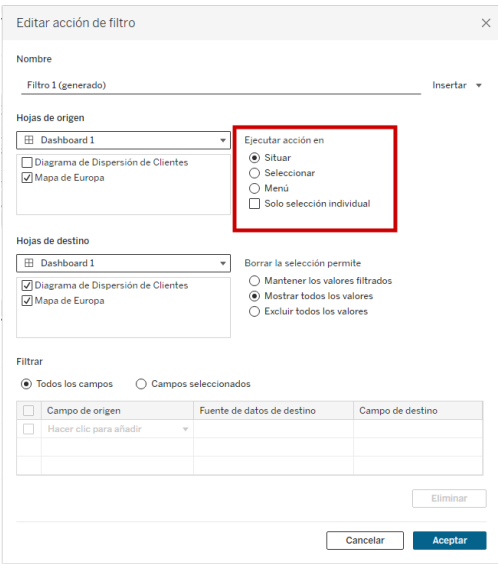 Editar acción de filtro
Nombre
Filtro 1 (generado)
Insertar
Hojas de origen
Dashboard 1
Diagrama de Dispersión de Clientes
Mapa de Europa
Ejecutar acción en
Situar
Seleccionar
Menú
Solo selección individual
Hojas de destino
Dashboard 1
Diagrama de Dispersión de Clientes
Mapa de Europa
Borrar la selección permite
Mantener los valores filtrados
Mostrar todos los valores
Excluir todos los valores
Filtrar
Todos los campos Campos seleccionados
Campo de origen Fuente de datos de destino Campo de destino
Hacer clic para añadir
Eliminar
Cancelar Aceptar